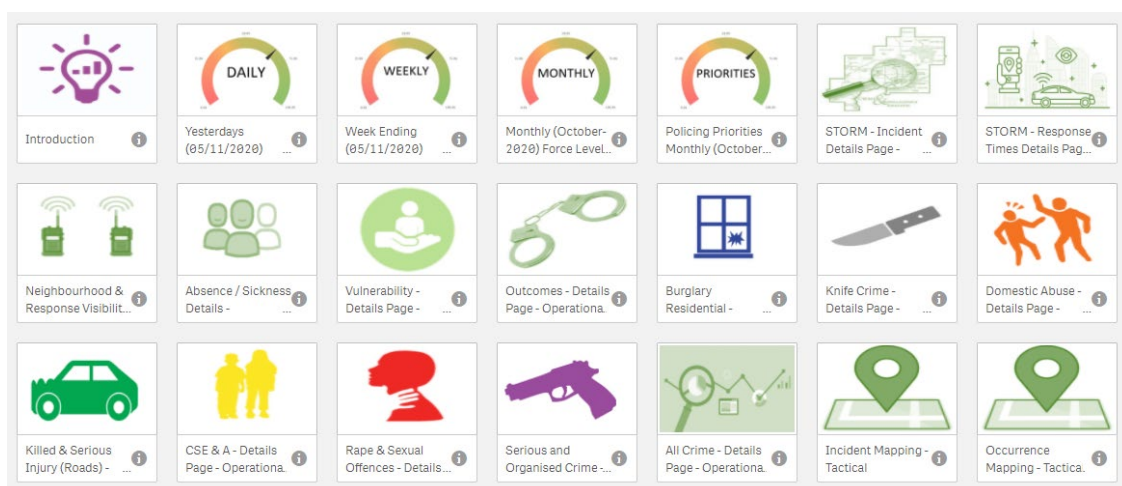 DAILY
WEEKLY
MONTHLY
PRIORITIES
Introduction
Yesterdays
(05/11/2020) ...
Week Ending
(05/11/2020) ...
Monthly (October-
2020) Force Level...
Policing Priorities
Monthly (October...
STORM - Incident
Details Page - ...
STORM - Response
Times Details Pag...
Neighbourhood &
Response Visibilit...
Absence / Sickness
Details - ...
Vulnerability -
Details Page - ...
Outcomes - Details
Page - Operationa.
Burglary
Residential - ...
Knife Crime -
Details Page - ...
Domestic Abuse -
Details Page - ...
Killed & Serious
Injury (Roads) - ...
CSE & A - Details
Page - Operationa.
Rape & Sexual
Offences - Details...
Serious and
Organised Crime -...
All Crime - Details
Page - Operationa.
Incident Mapping -
Tactical
Occurrence
Mapping - Tactica.